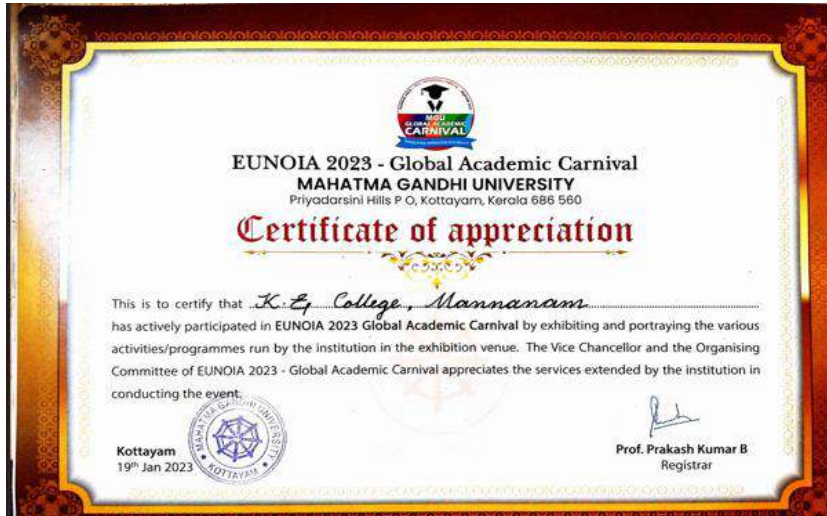 MGU
GLOBAL ACADEMIC
CARNIVAL
EUNOIA 2023 - Global Academic Carnival
MAHATMA GANDHI UNIVERSITY
Priyadarsini Hills P O, Kottayam, Kerala 686 560
Certificate of appreciation
This is to certify that K. E, College, Mannanam
has actively participated in EUNOIA 2023 Global Academic Carnival by exhibiting and portraying the various
activities/programmes run by the institution in the exhibition venue. The Vice Chancellor and the Organising
Committee of EUNOIA 2023 - Global Academic Carnival appreciates the services extended by the institution in
conducting the event.
MAHATMA GANDHI UNIVERSITY
KOTTAYAM
Kottayam
19th Jan 2023
Prof. Prakash Kumar B
Registrar